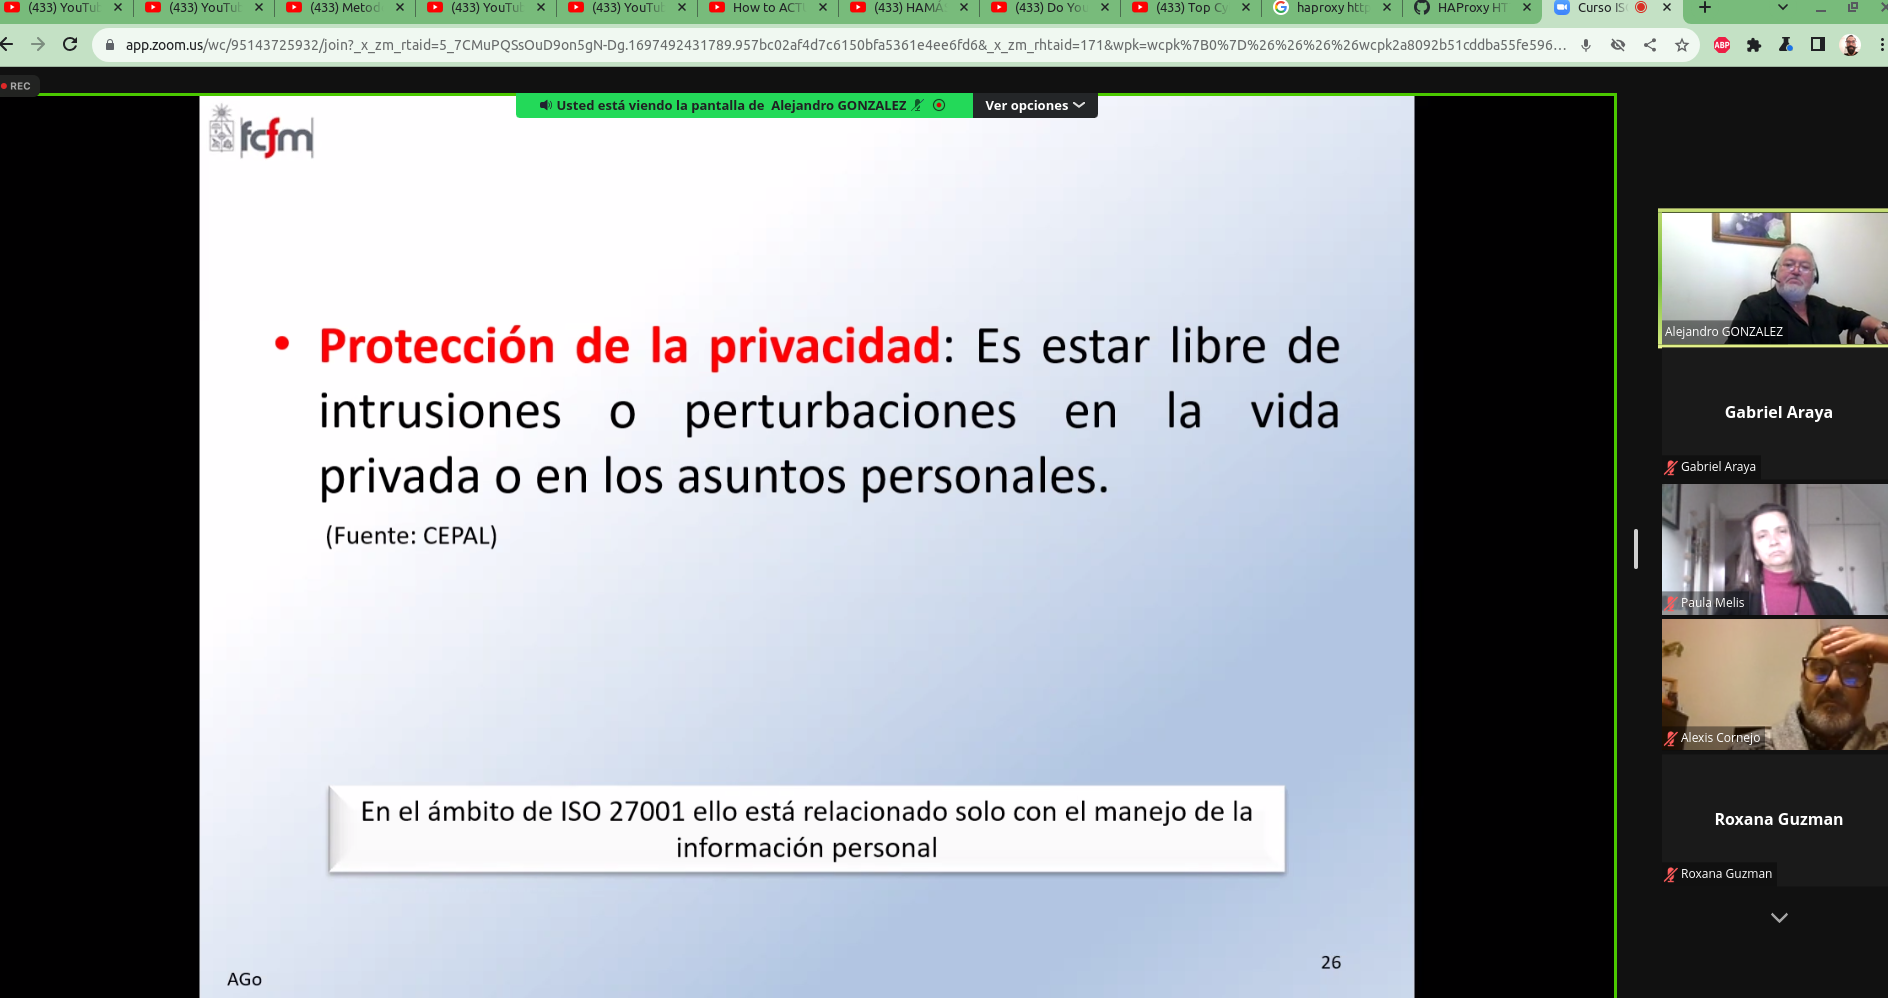 (433) YouTu
(433) YouTu
(433) Metod
(433) YouTu
(433) YouTu
How to ACT
(433) HAMÁ
(433) Do You
(433) Top Cy
haproxy http
HAProxy HT
Curso IS
app.zoom.us/wc/95143725932/join?_x_zm_rtaid=5_7CMuPQSsOuD9on5gN-Dg.1697492431789.957bc02af4d7c6150bfa5361e4ee6fd6&_x_zm_rhtaid=171&wpk=wcpk%7B0%7D%26%26%26%26wcpk2a8092b51cddba55fe596...
ABP
REC
Usted está viendo la pantalla de Alejandro GONZALEZ
Ver opciones
fcfm
• Protección de la privacidad: Es estar libre de
intrusiones o perturbaciones en la vida
privada o en los asuntos personales.
(Fuente: CEPAL)
En el ámbito de ISO 27001 ello está relacionado solo con el manejo de la
información personal
AGo
26
Alejandro GONZALEZ
Gabriel Araya
Gabriel Araya
Paula Melis
Alexis Cornejo
Roxana Guzman
Roxana Guzman